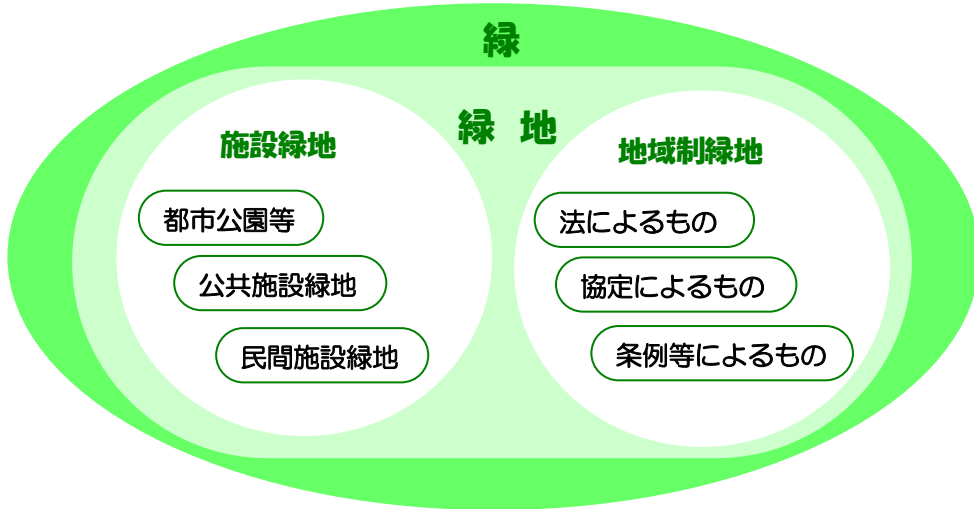 緑
緑 地
施設緑地
都市公園等
公共施設緑地
民間施設緑地
地域制緑地
法によるもの
協定によるもの
条例等によるもの